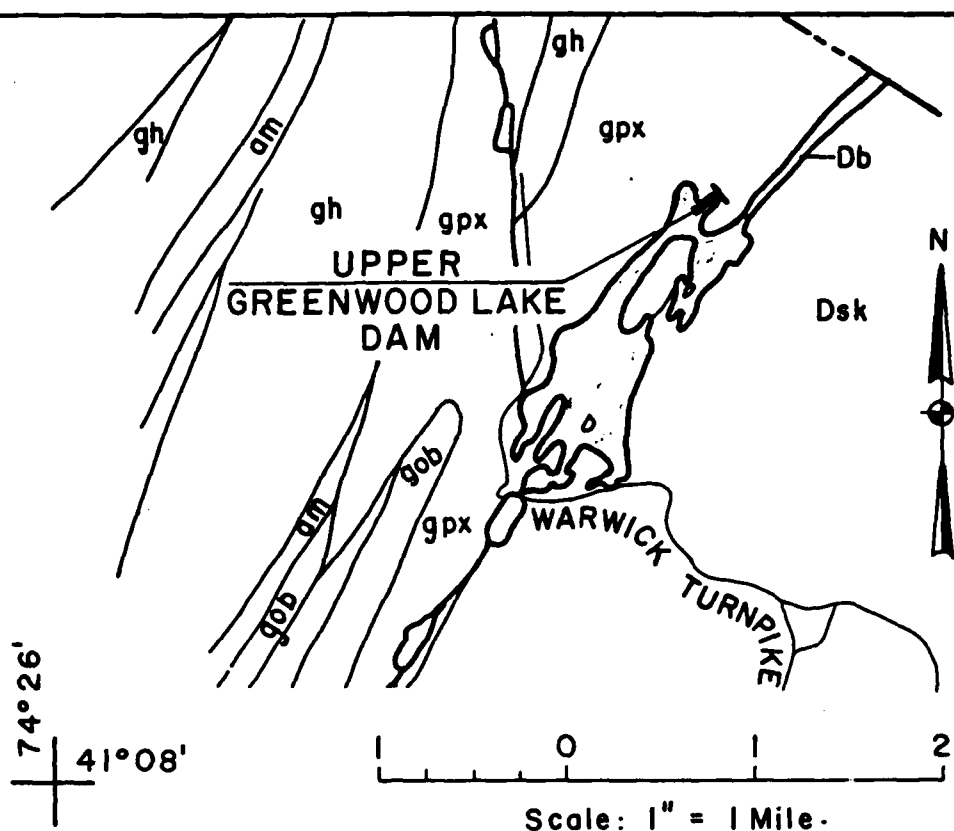 gh
gh
am
gpx
Db
gh
gpx
N
UPPER
GREENWOOD LAKE
DAM
Dsk
gob
am
gpx
gob
WARWICK TURNPIKE
74°26'
41°08'
1 0 1 2
Scale: 1" = 1 Mile.